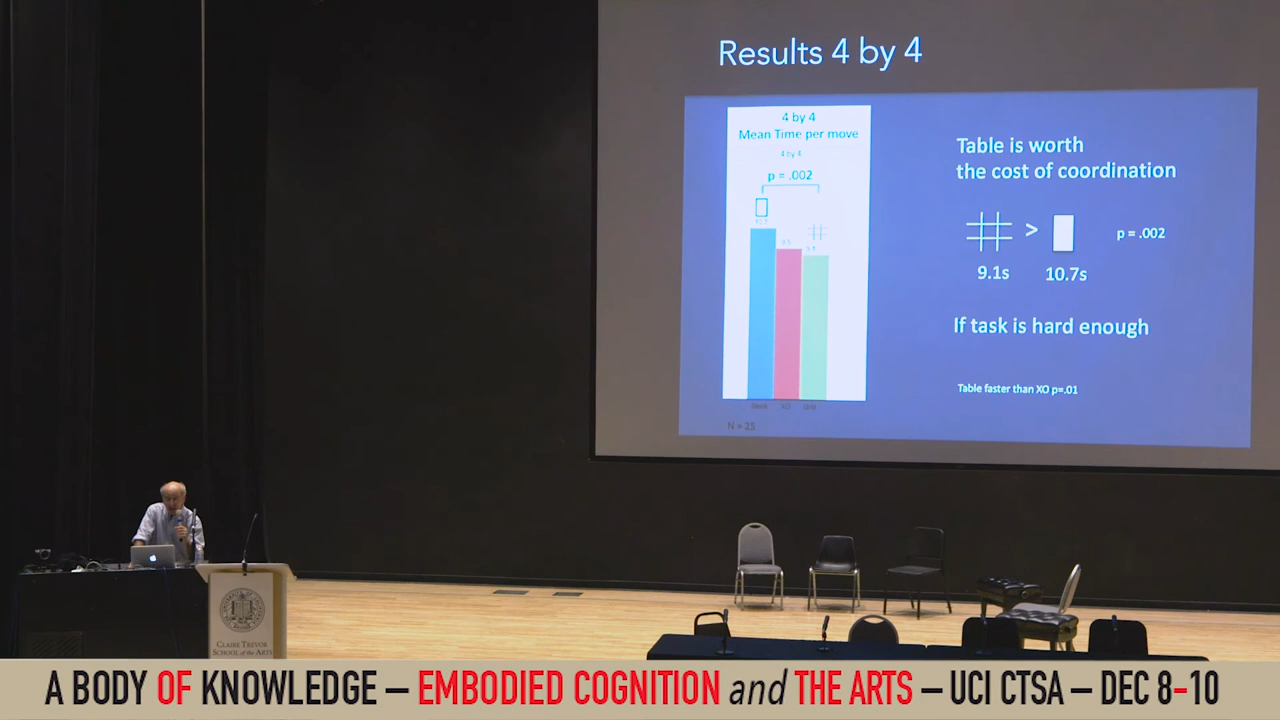 Results 4 by 4
4 by 4
Mean Time per move
4 by 4
p = .002
XO
N = 25
Table is worth
the cost of coordination
> p = .002
9.1s 10.7s
If task is hard enough
Table faster than XO p=.01
CLAIRE TREVOR
SCHOOL of the ARTS
A BODY OF KNOWLEDGE – EMBODIED COGNITION and THE ARTS – UCI CTSA – DEC 8-10